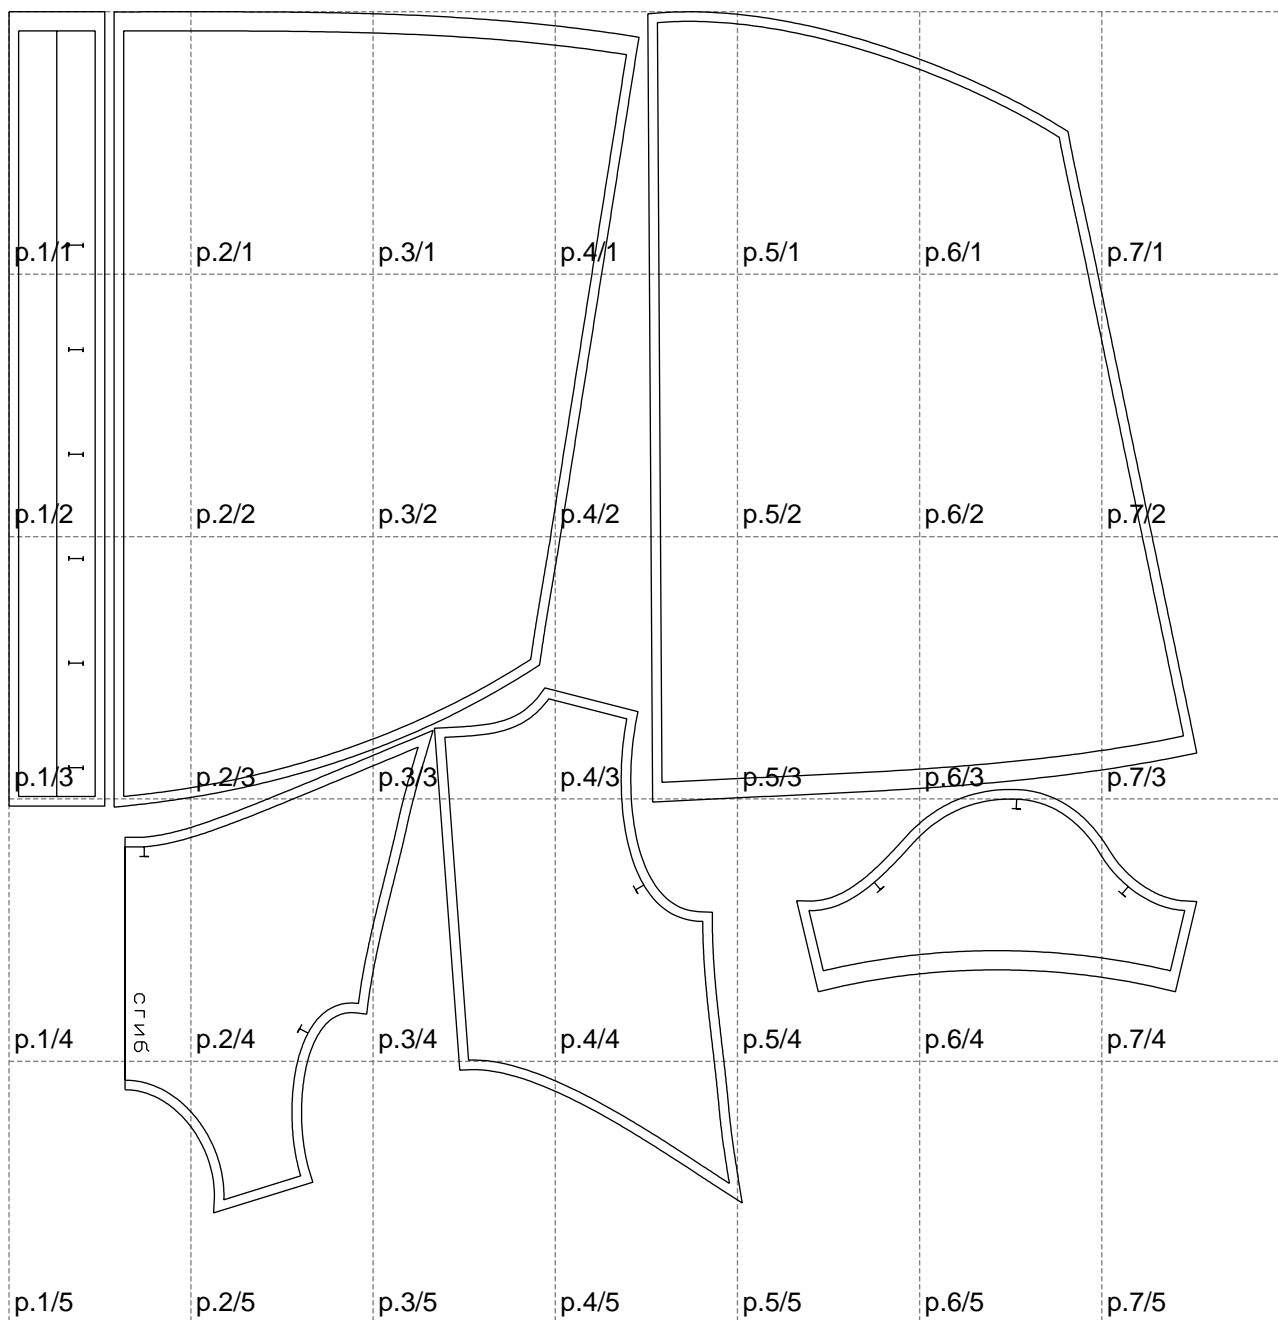 p.1/1 p.2/1 p.3/1 p.4/1 p.5/1 p.6/1 p.7/1
p.1/2 p.2/2 p.3/2 p.4/2 p.5/2 p.6/2 p.7/2
p.1/3 p.2/3 p.3/3 p.4/3 p.5/3 p.6/3 p.7/3
сгиб
p.1/4 p.2/4 p.3/4 p.4/4 p.5/4 p.6/4 p.7/4
p.1/5 p.2/5 p.3/5 p.4/5 p.5/5 p.6/5 p.7/5